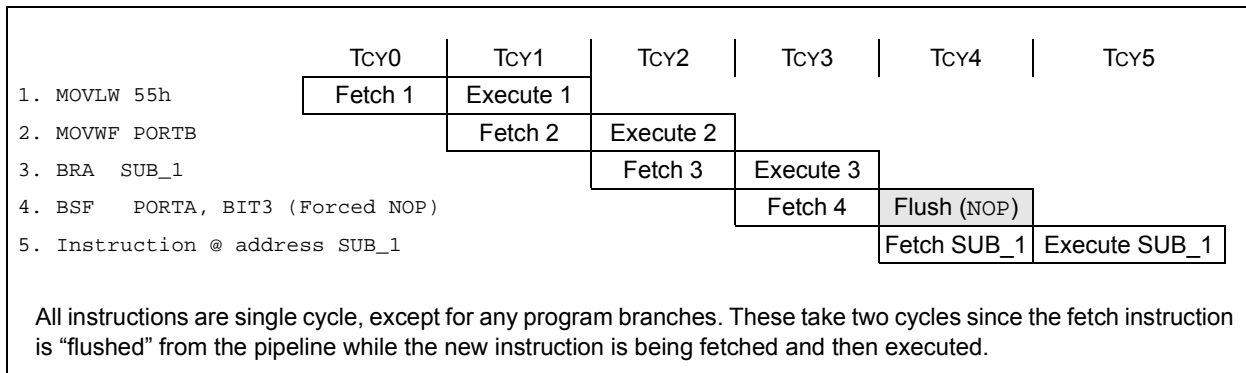 TCY0 TCY1 TCY2 TCY3 TCY4 TCY5
1. MOVLW 55h Fetch 1 Execute 1
2. MOVWF PORTB Fetch 2 Execute 2
3. BRA SUB_1 Fetch 3 Execute 3
4. BSF PORTA, BIT3 (Forced NOP) Fetch 4 Flush (NOP)
5. Instruction @ address SUB_1 Fetch SUB_1 Execute SUB_1
All instructions are single cycle, except for any program branches. These take two cycles since the fetch instruction
is “flushed” from the pipeline while the new instruction is being fetched and then executed.